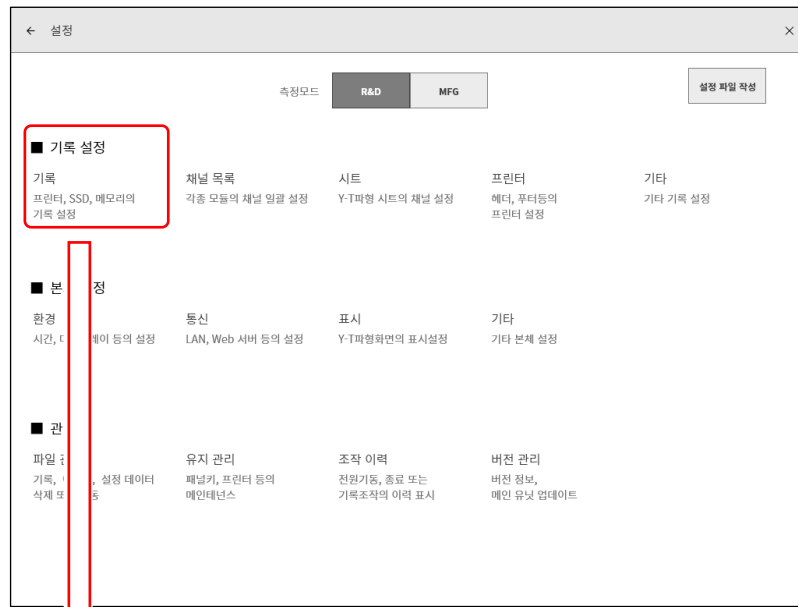 ← 설정 ×
측정모드 R&D MFG 설정 파일 작성
■ 기록 설정
기록 채널 목록 시트 프린터 기타
프린터, SSD, 메모리의 각종 모듈의 채널 일괄 설정 Y-T파형 시트의 채널 설정 헤더, 푸터등의 기타 기록 설정
기록 설정 프린터 설정
■ 본 정
환경 통신 표시 기타
시간, 레이 등의 설정 LAN, Web 서버 등의 설정 Y-T파형화면의 표시설정 기타 본체 설정
■ 관
파일 유지 관리 조작 이력 버전 관리
기록, , 설정 데이터 패널키, 프린터 등의 전원기동, 종료 또는 버전 정보,
삭제 메인테넌스 기록조작의 이력 표시 메인 유닛 업데이트